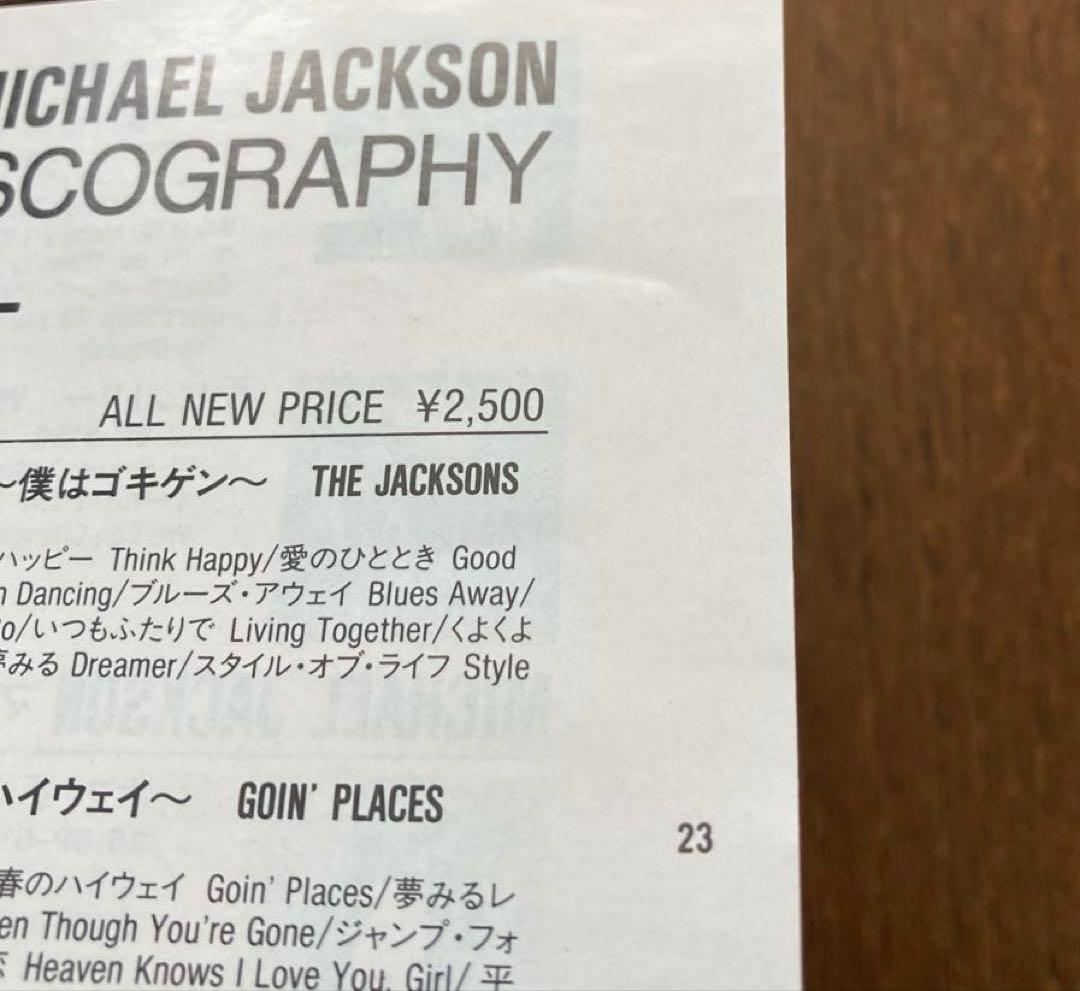 MICHAEL JACKSON
SCOGRAPHY
ー
ALL NEW PRICE ¥2,500
〜僕はゴキゲン〜 THE JACKSONS
ハッピー Think Happy/愛のひととき Good
n Dancing/ブルーズ・アウェイ Blues Away/
o/いつもふたりで Living Together/くよくよ
夢みる Dreamer/スタイル・オブ・ライフ Style
ハイウェイ〜 GOIN' PLACES
23
春のハイウェイ Goin' Places/夢みるレ
en Though You're Gone/ジャンプ・フォ
Heaven Knows I Love You, Girl/平